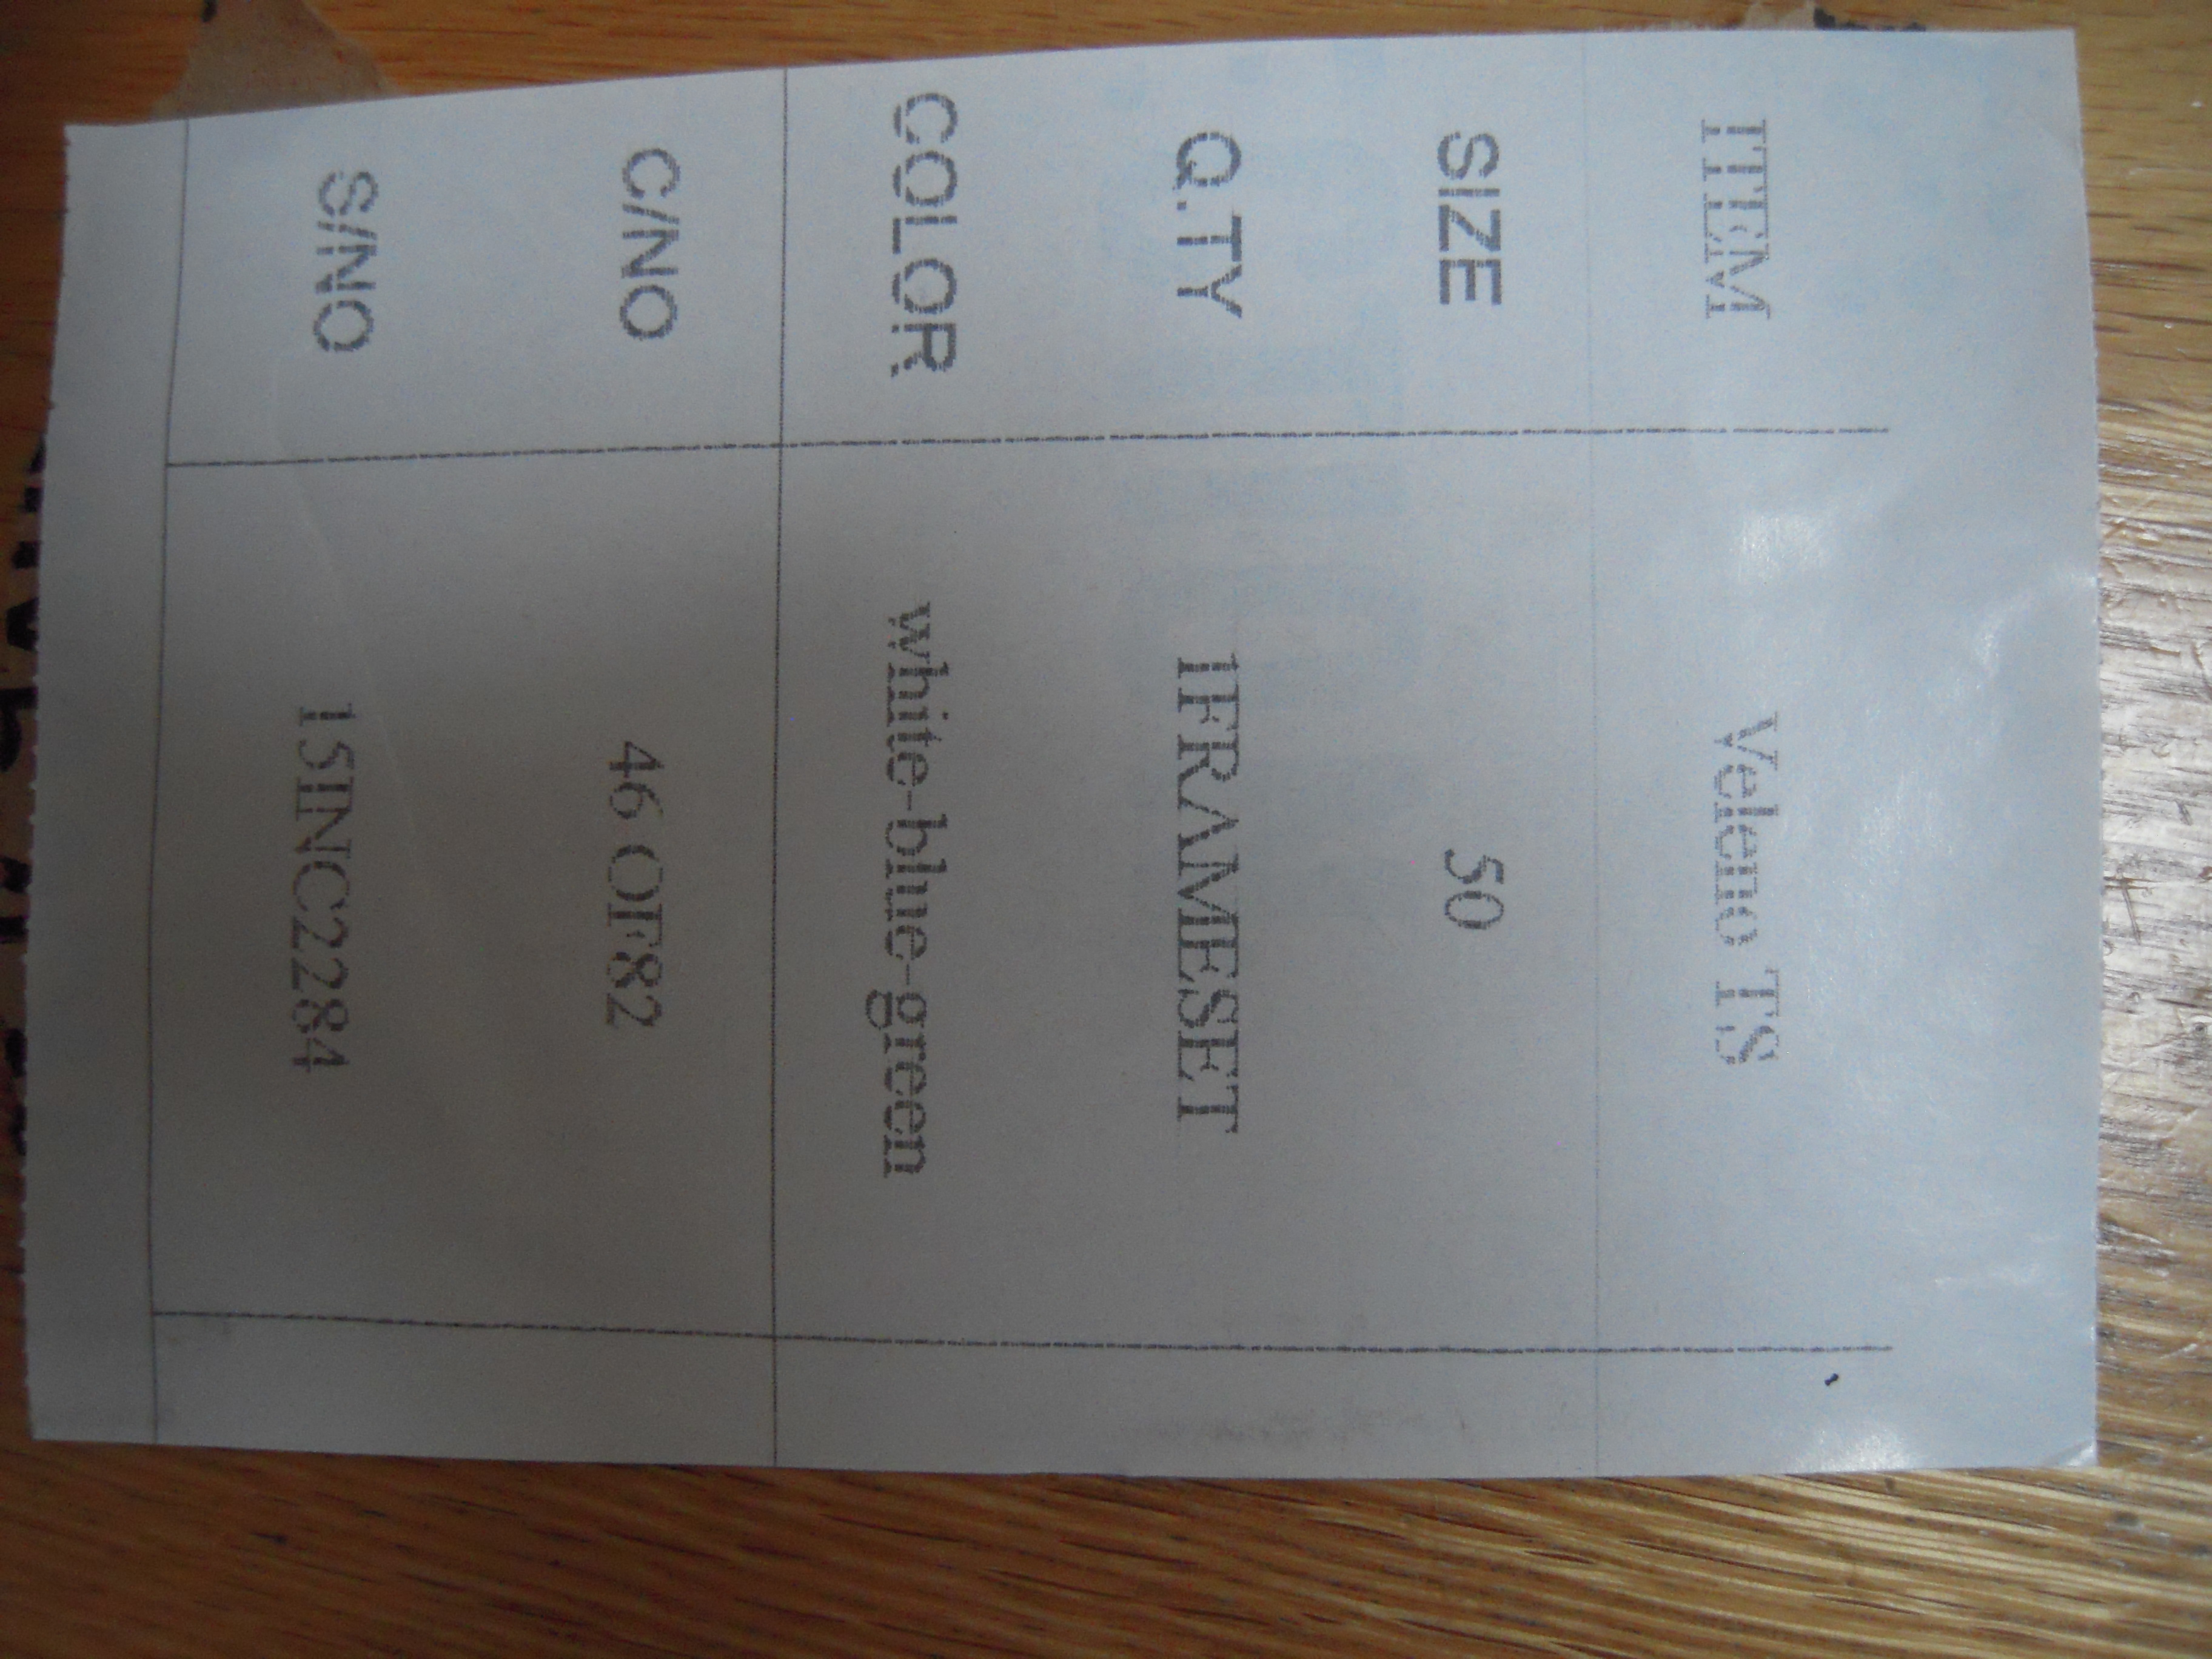 ITEM Veleno TS
SIZE 50
Q.TY 1FRAMESET
COLOR white-blue-green
C/NO 46 OF82
S/NO 15INC2284